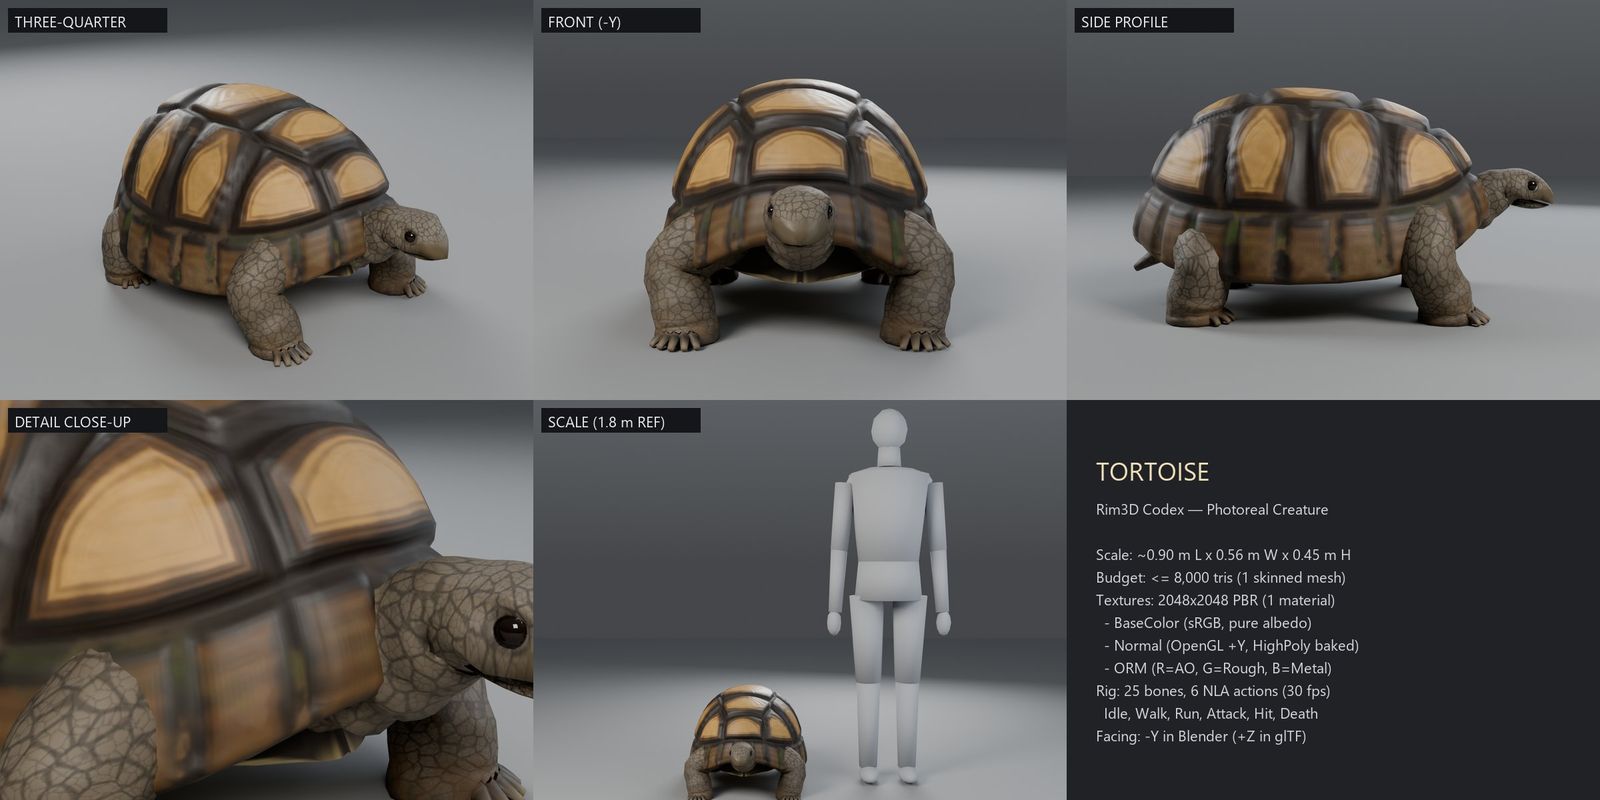 THREE-QUARTER
FRONT (-Y)
SIDE PROFILE
DETAIL CLOSE-UP
SCALE (1.8 m REF)
TORTOISE
Rim3D Codex — Photoreal Creature
Scale: ~0.90 m L x 0.56 m W x 0.45 m H
Budget: <= 8,000 tris (1 skinned mesh)
Textures: 2048x2048 PBR (1 material)
- BaseColor (sRGB, pure albedo)
- Normal (OpenGL +Y, HighPoly baked)
- ORM (R=AO, G=Rough, B=Metal)
Rig: 25 bones, 6 NLA actions (30 fps)
Idle, Walk, Run, Attack, Hit, Death
Facing: -Y in Blender (+Z in glTF)